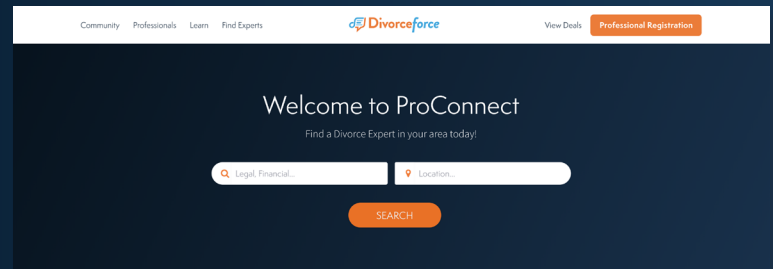 Community Professionals Learn Find Experts Divorceforce View Deals Professional Registration
Welcome to ProConnect
Find a Divorce Expert in your area today!
Legal, Financial... Location...
SEARCH